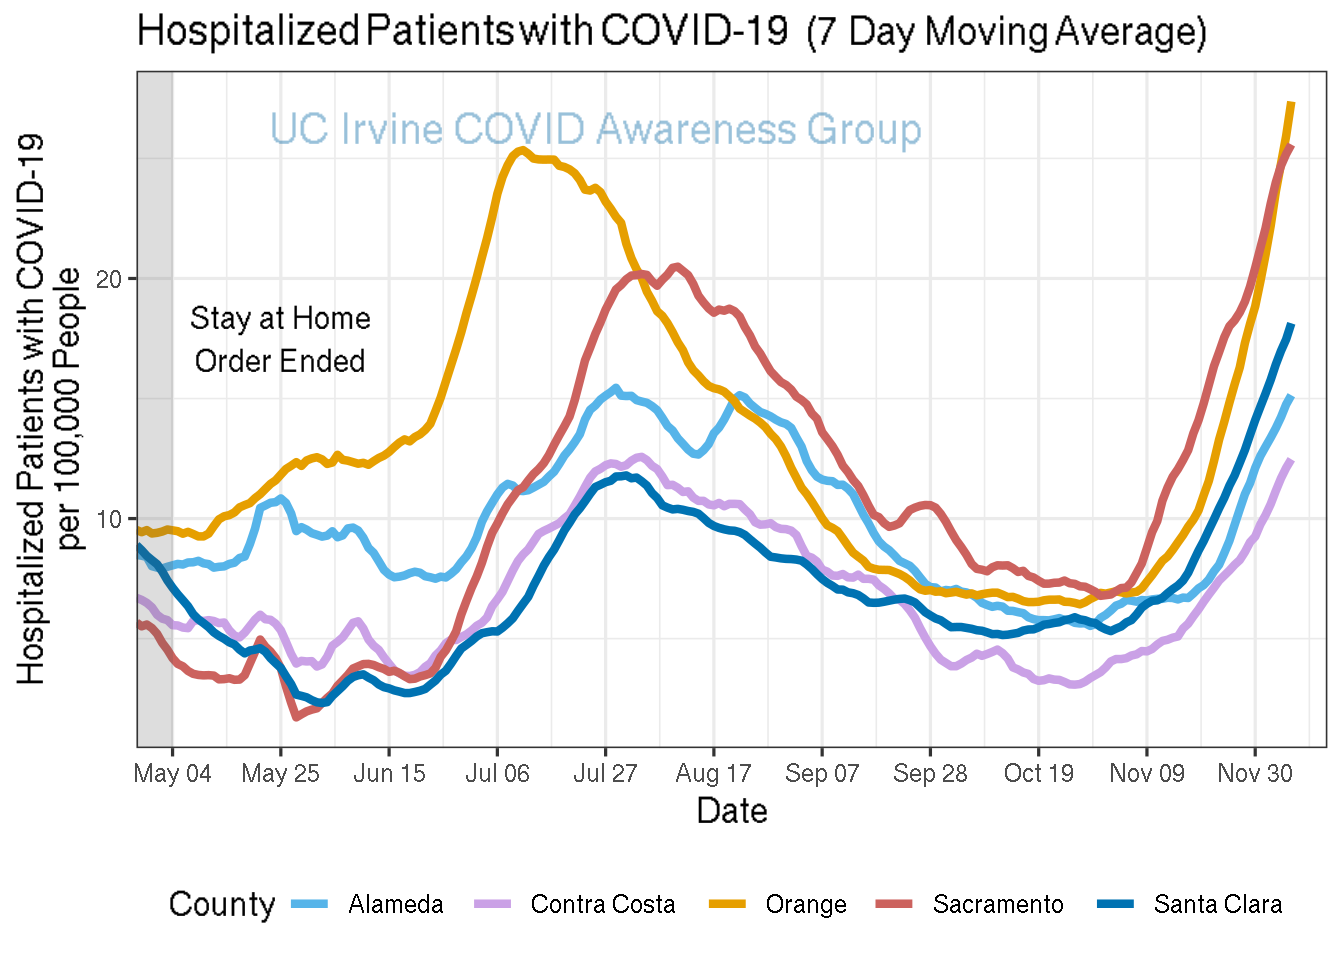 Hospitalized Patients with COVID-19 (7 Day Moving Average)
UC Irvine COVID Awareness Group
Hospitalized Patients with COVID-19
per 100,000 People
20
10
Stay at Home
Order Ended
May 04 May 25 Jun 15 Jul 06 Jul 27 Aug 17 Sep 07 Sep 28 Oct 19 Nov 09 Nov 30
Date
County Alameda Contra Costa Orange Sacramento Santa Clara